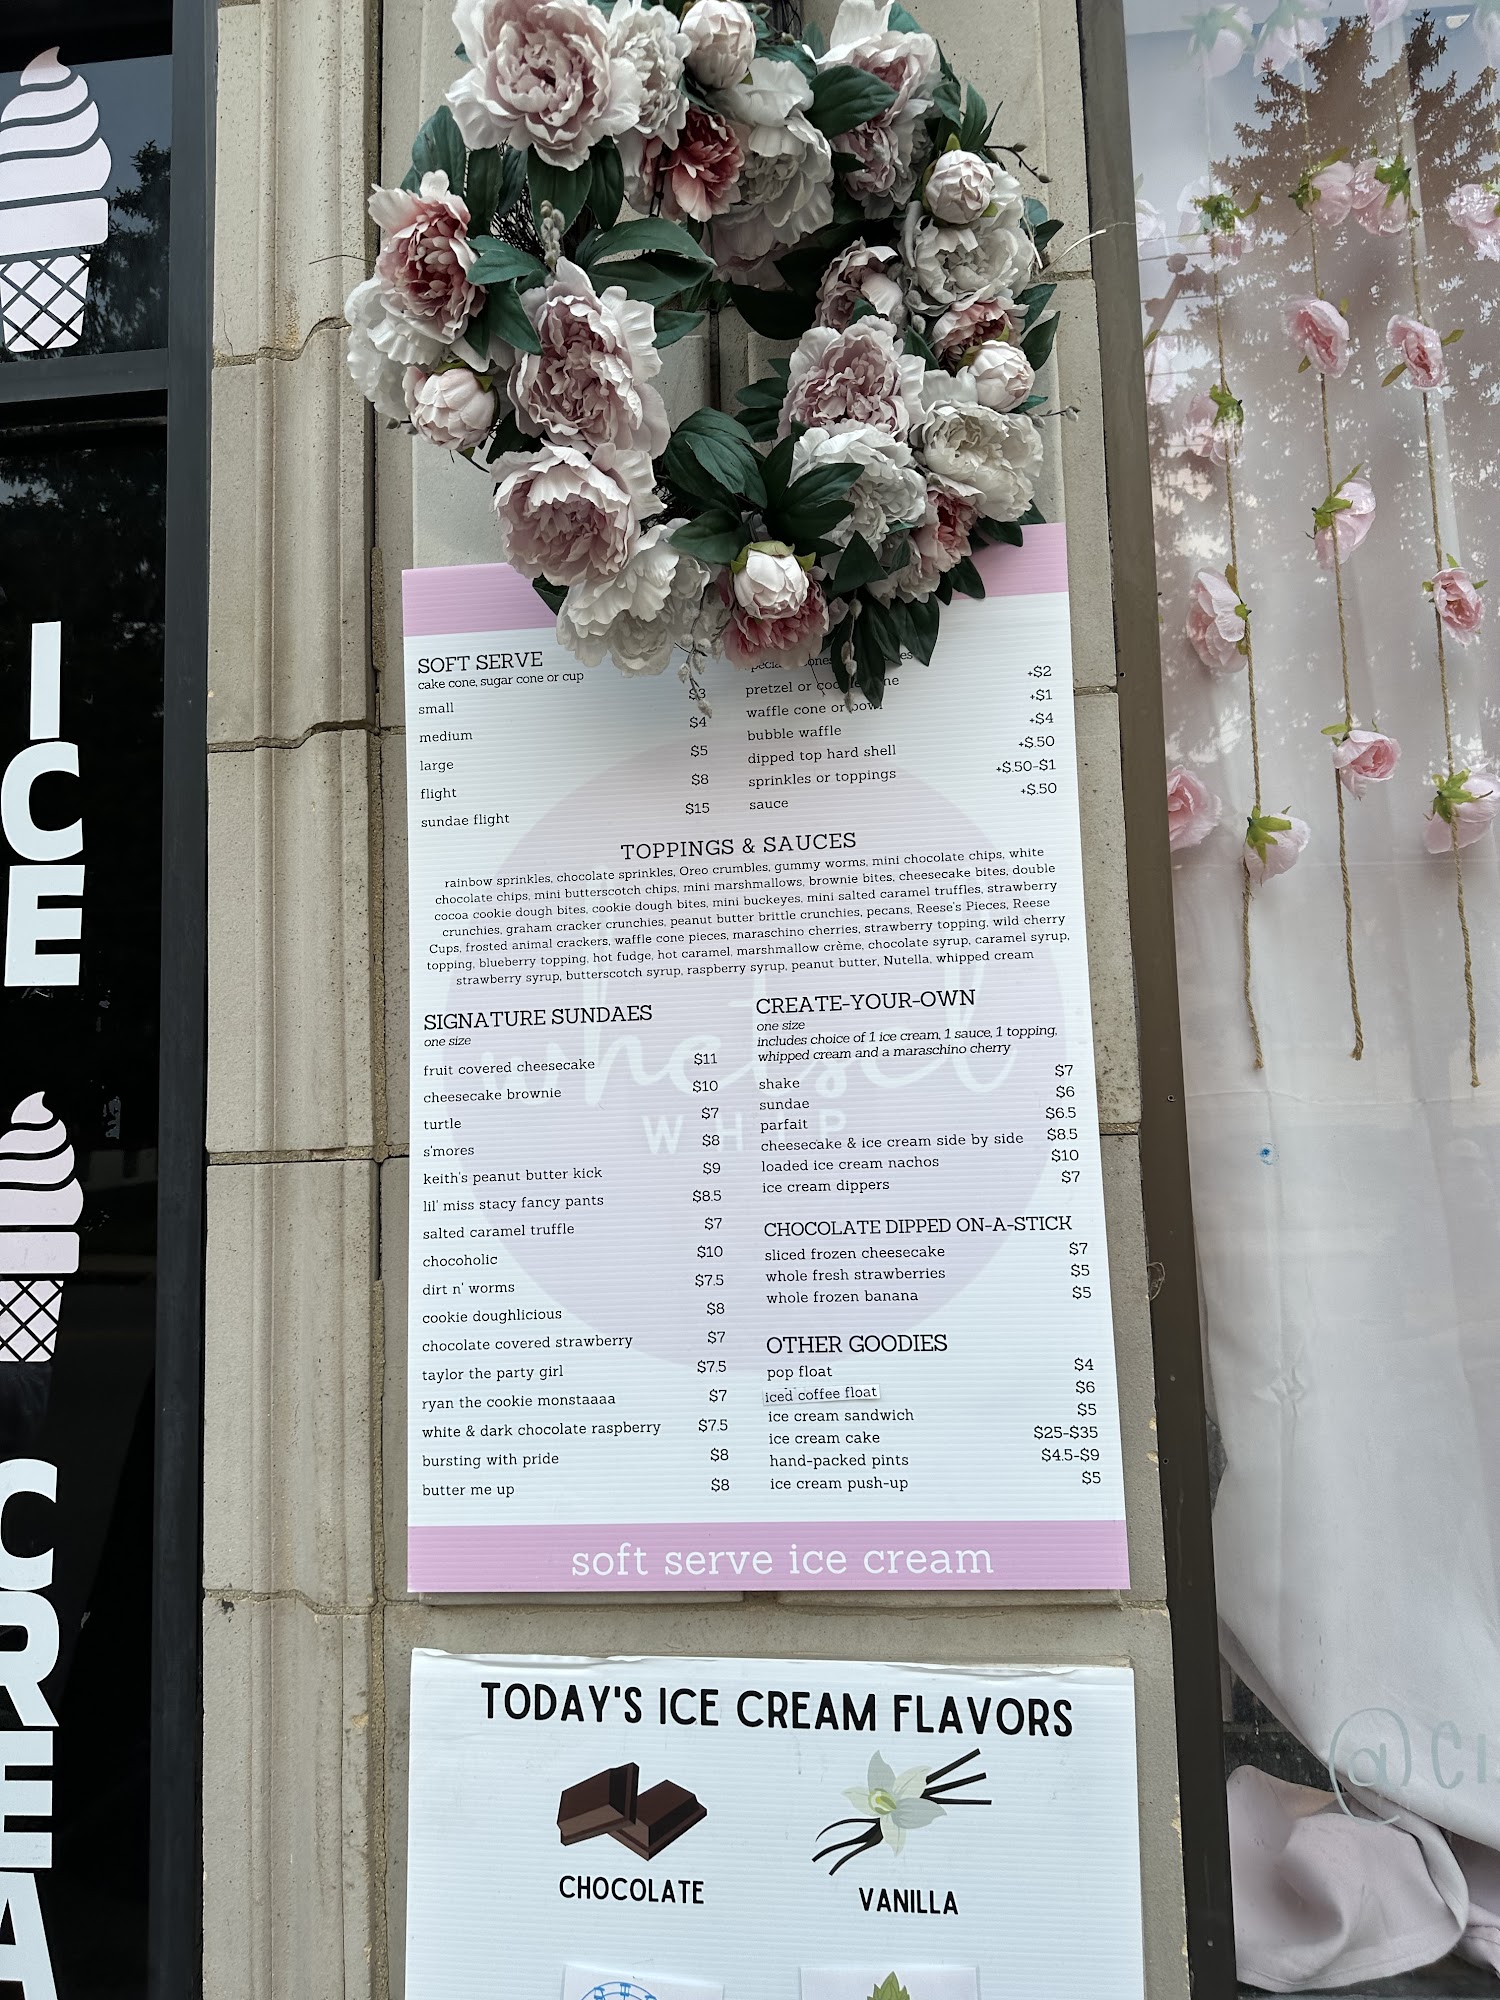 ICE
CREA
SOFT SERVE
cake cone, sugar cone or cup
small $3
medium $4
large $5
flight $8
sundae flight $15
pretzel or
waffle cone or bowl
bubble waffle
dipped top hard shell
sprinkles or toppings
sauce
+$2
+$1
+$4
+$.50
+$.50-$1
+$.50
TOPPINGS & SAUCES
rainbow sprinkles, chocolate sprinkles, Oreo crumbles, gummy worms, mini chocolate chips, white
chocolate chips, mini butterscotch chips, mini marshmallows, brownie bites, cheesecake bites, double
cocoa cookie dough bites, cookie dough bites, mini buckeyes, mini salted caramel truffles, strawberry
crunchies, graham cracker crunchies, peanut butter brittle crunchies, pecans, Reese's Pieces, Reese
Cups, frosted animal crackers, waffle cone pieces, maraschino cherries, strawberry topping, wild cherry
topping, blueberry topping, hot fudge, hot caramel, marshmallow crème, chocolate syrup, caramel syrup,
strawberry syrup, butterscotch syrup, raspberry syrup, peanut butter, Nutella, whipped cream
SIGNATURE SUNDAES
one size
fruit covered cheesecake $11
cheesecake brownie $10
turtle $7
s'mores $8
keith's peanut butter kick $9
lil' miss stacy fancy pants $8.5
salted caramel truffle $7
chocoholic $10
dirt n' worms $7.5
cookie doughlicious $8
chocolate covered strawberry $7
taylor the party girl $7.5
ryan the cookie monstaaaa $7
white & dark chocolate raspberry $7.5
bursting with pride $8
butter me up $8
CREATE-YOUR-OWN
one size
includes choice of 1 ice cream, 1 sauce, 1 topping,
whipped cream and a maraschino cherry
shake $7
sundae $6
parfait $6.5
cheesecake & ice cream side by side $8.5
loaded ice cream nachos $10
ice cream dippers $7
CHOCOLATE DIPPED ON-A-STICK
sliced frozen cheesecake $7
whole fresh strawberries $5
whole frozen banana $5
OTHER GOODIES
pop float $4
iced coffee float $6
ice cream sandwich $5
ice cream cake $25-$35
hand-packed pints $4.5-$9
ice cream push-up $5
whetsel
WHIP
soft serve ice cream
TODAY'S ICE CREAM FLAVORS
CHOCOLATE
VANILLA
@CI